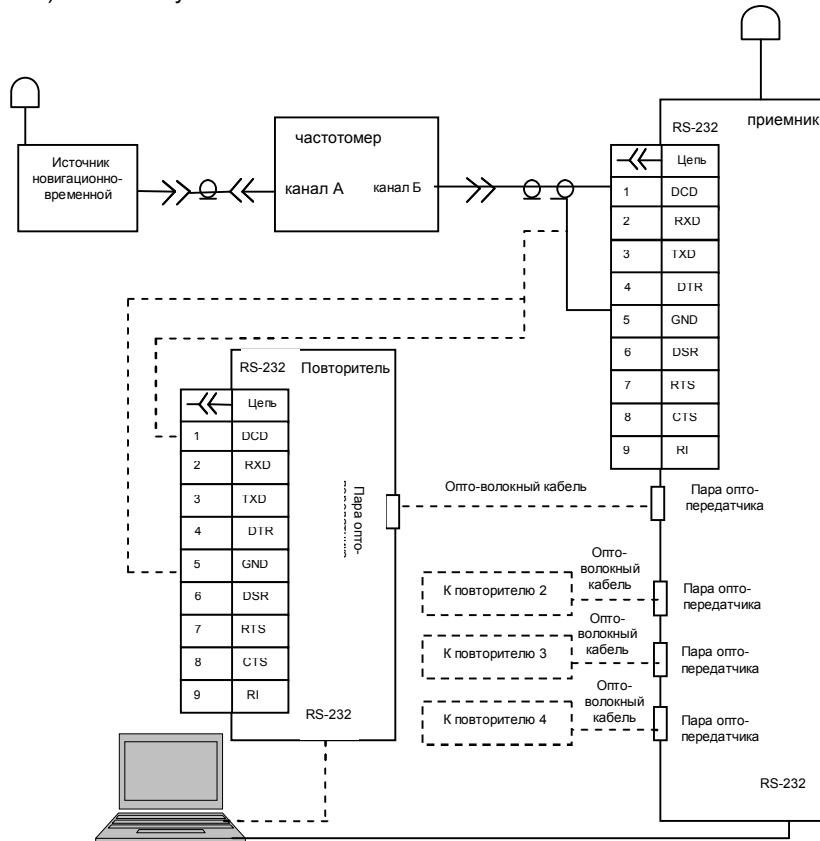 приемник
RS-232
Цепь
1 DCD
2 RXD
3 TXD
4 DTR
5 GND
6 DSR
7 RTS
8 CTS
9 RI
частотомер
канал А
канал Б
Источник
новигационно-
временной
RS-232
Повторитель
Цепь
1 DCD
2 RXD
3 TXD
4 DTR
5 GND
6 DSR
7 RTS
8 CTS
9 RI
Пара опто-
RS-232
Опто-волокный кабель
Пара опто-
передатчика
Опто-
волокный
кабель
К повторителю 2
Пара опто-
передатчика
Опто-
волокный
кабель
К повторителю 3
Пара опто-
передатчика
Опто-
волокный
кабель
К повторителю 4
Пара опто-
передатчика
RS-232